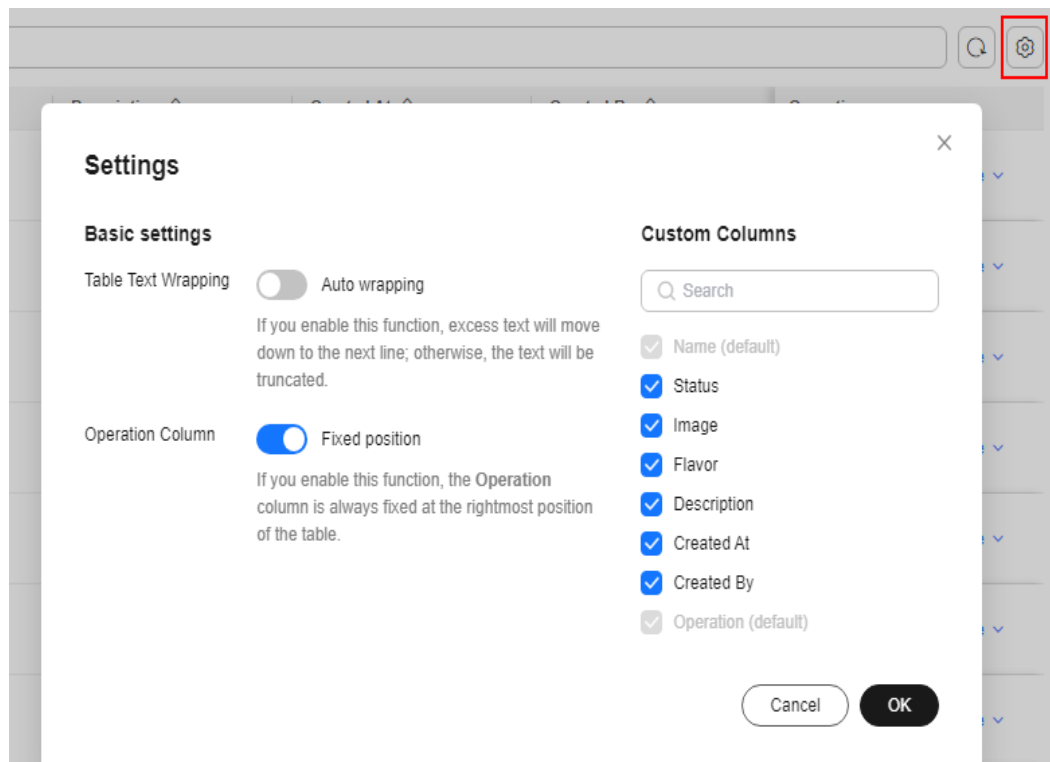 Settings
Basic settings
Table Text Wrapping
Auto wrapping
If you enable this function, excess text will move
down to the next line; otherwise, the text will be
truncated.
Operation Column
Fixed position
If you enable this function, the Operation
column is always fixed at the rightmost position
of the table.
Custom Columns
Search
Name (default)
Status
Image
Flavor
Description
Created At
Created By
Operation (default)
Cancel
OK